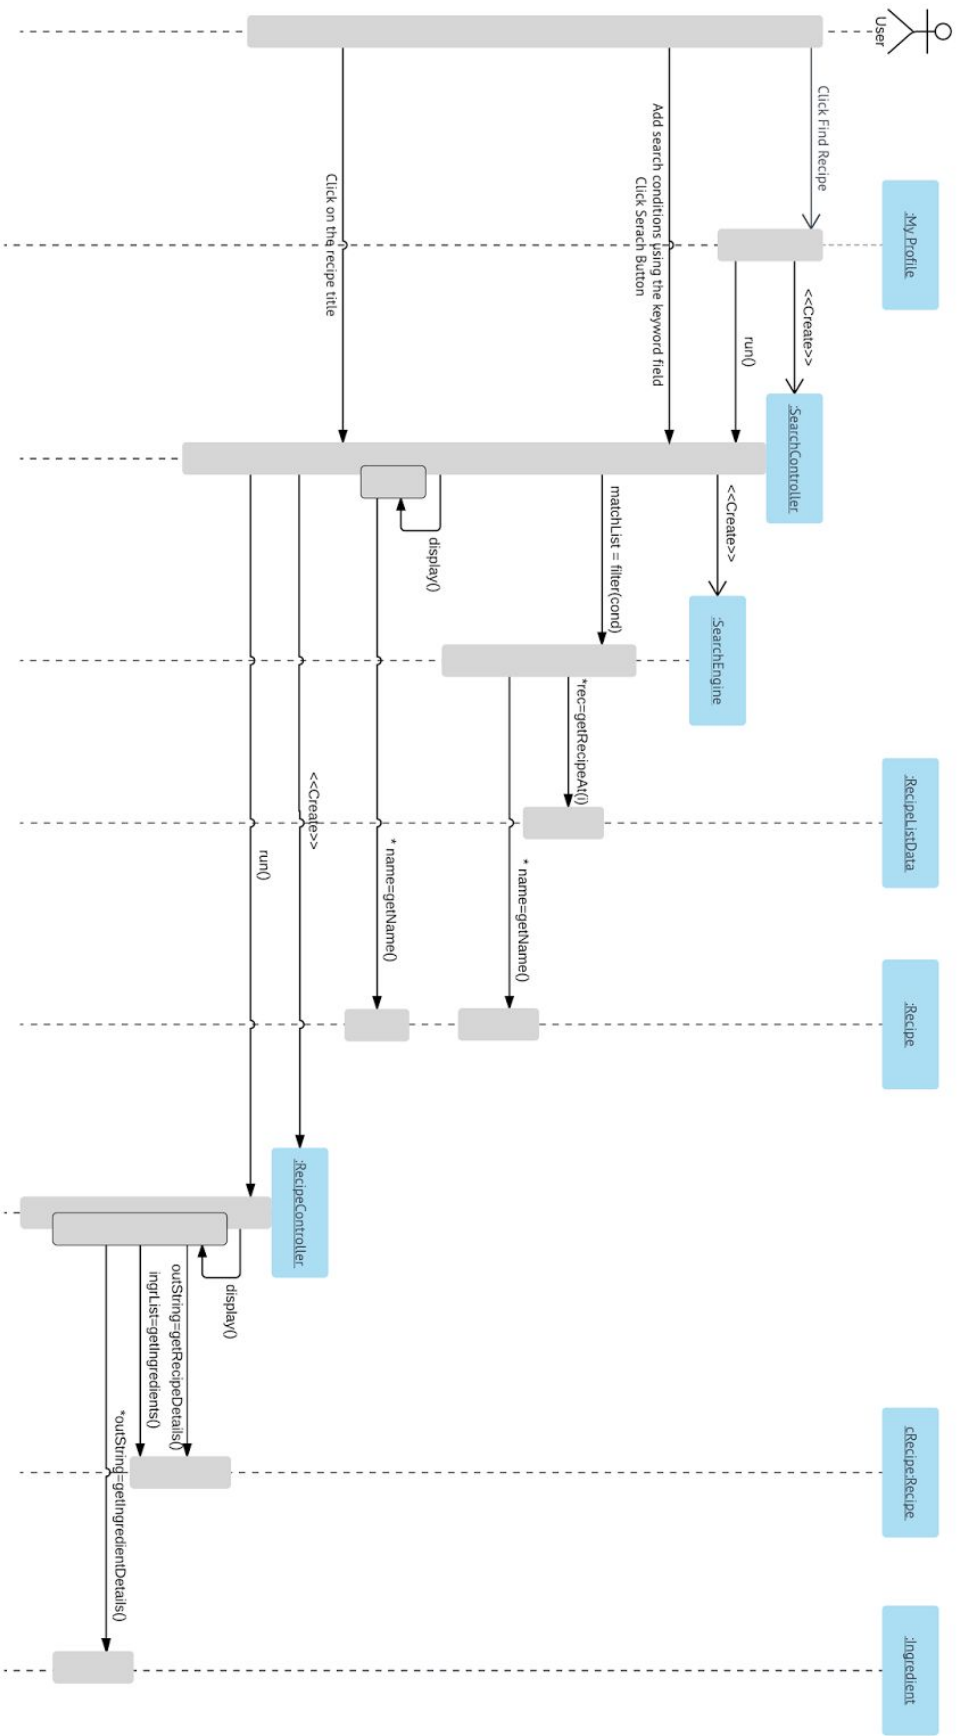 User
:My Profile
:SearchController
:SearchEngine
:RecipeListData
:Recipe
:RecipeController
cRecipe:Recipe
:Ingredient
Click Find Recipe
<<Create>>
run()
<<Create>>
Add search conditions using the keyword field
Click Serach Button
matchList = filter(cond)
*rec=getRecipeAt(i)
* name=getName()
display()
* name=getName()
Click on the recipe title
<<Create>>
run()
display()
outString=getRecipeDetails()
ingrList=getIngredients()
*outString=getIngredientDetails()